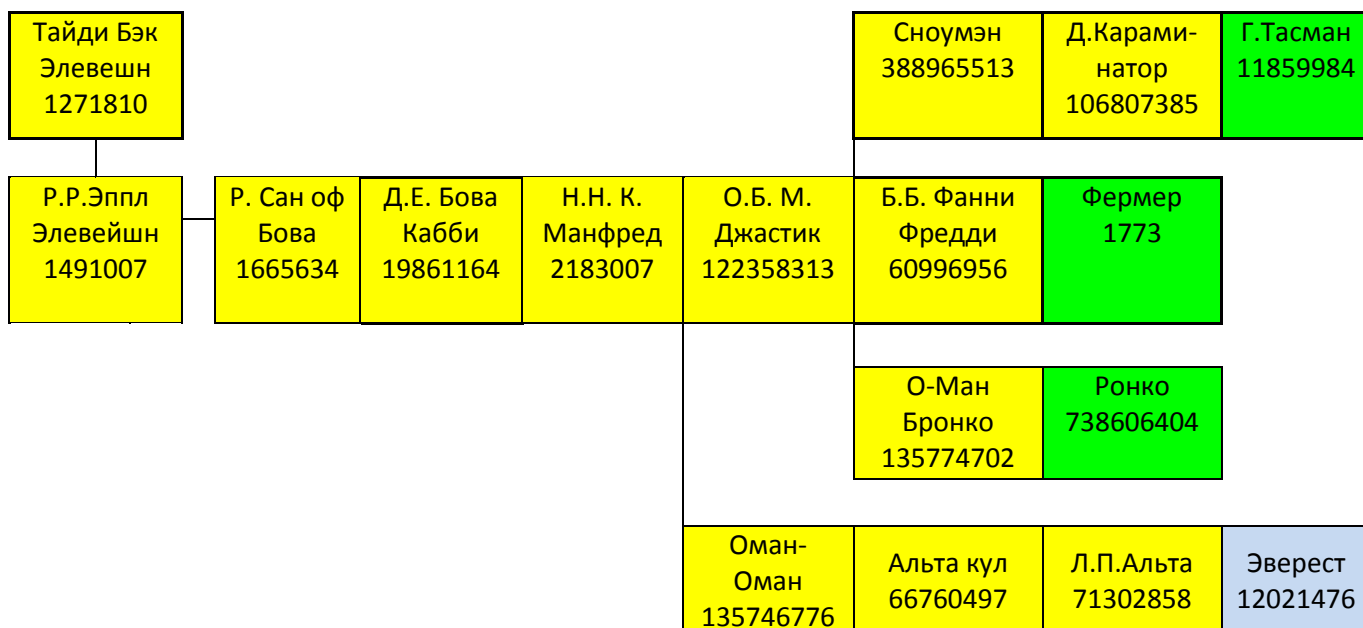 Тайди Бэк
Элевешн
1271810
Сноумэн
388965513
Д.Карами-
натор
106807385
Г.Тасман
11859984
Р.Р.Эппл
Элевейшн
1491007
Р. Сан оф
Бова
1665634
Д.Е. Бова
Кабби
19861164
Н.Н. К.
Манфред
2183007
О.Б. М.
Джастик
122358313
Б.Б. Фанни
Фредди
60996956
Фермер
1773
О-Ман
Бронко
135774702
Ронко
738606404
Оман-
Оман
135746776
Альта кул
66760497
Л.П.Альта
71302858
Эверест
12021476